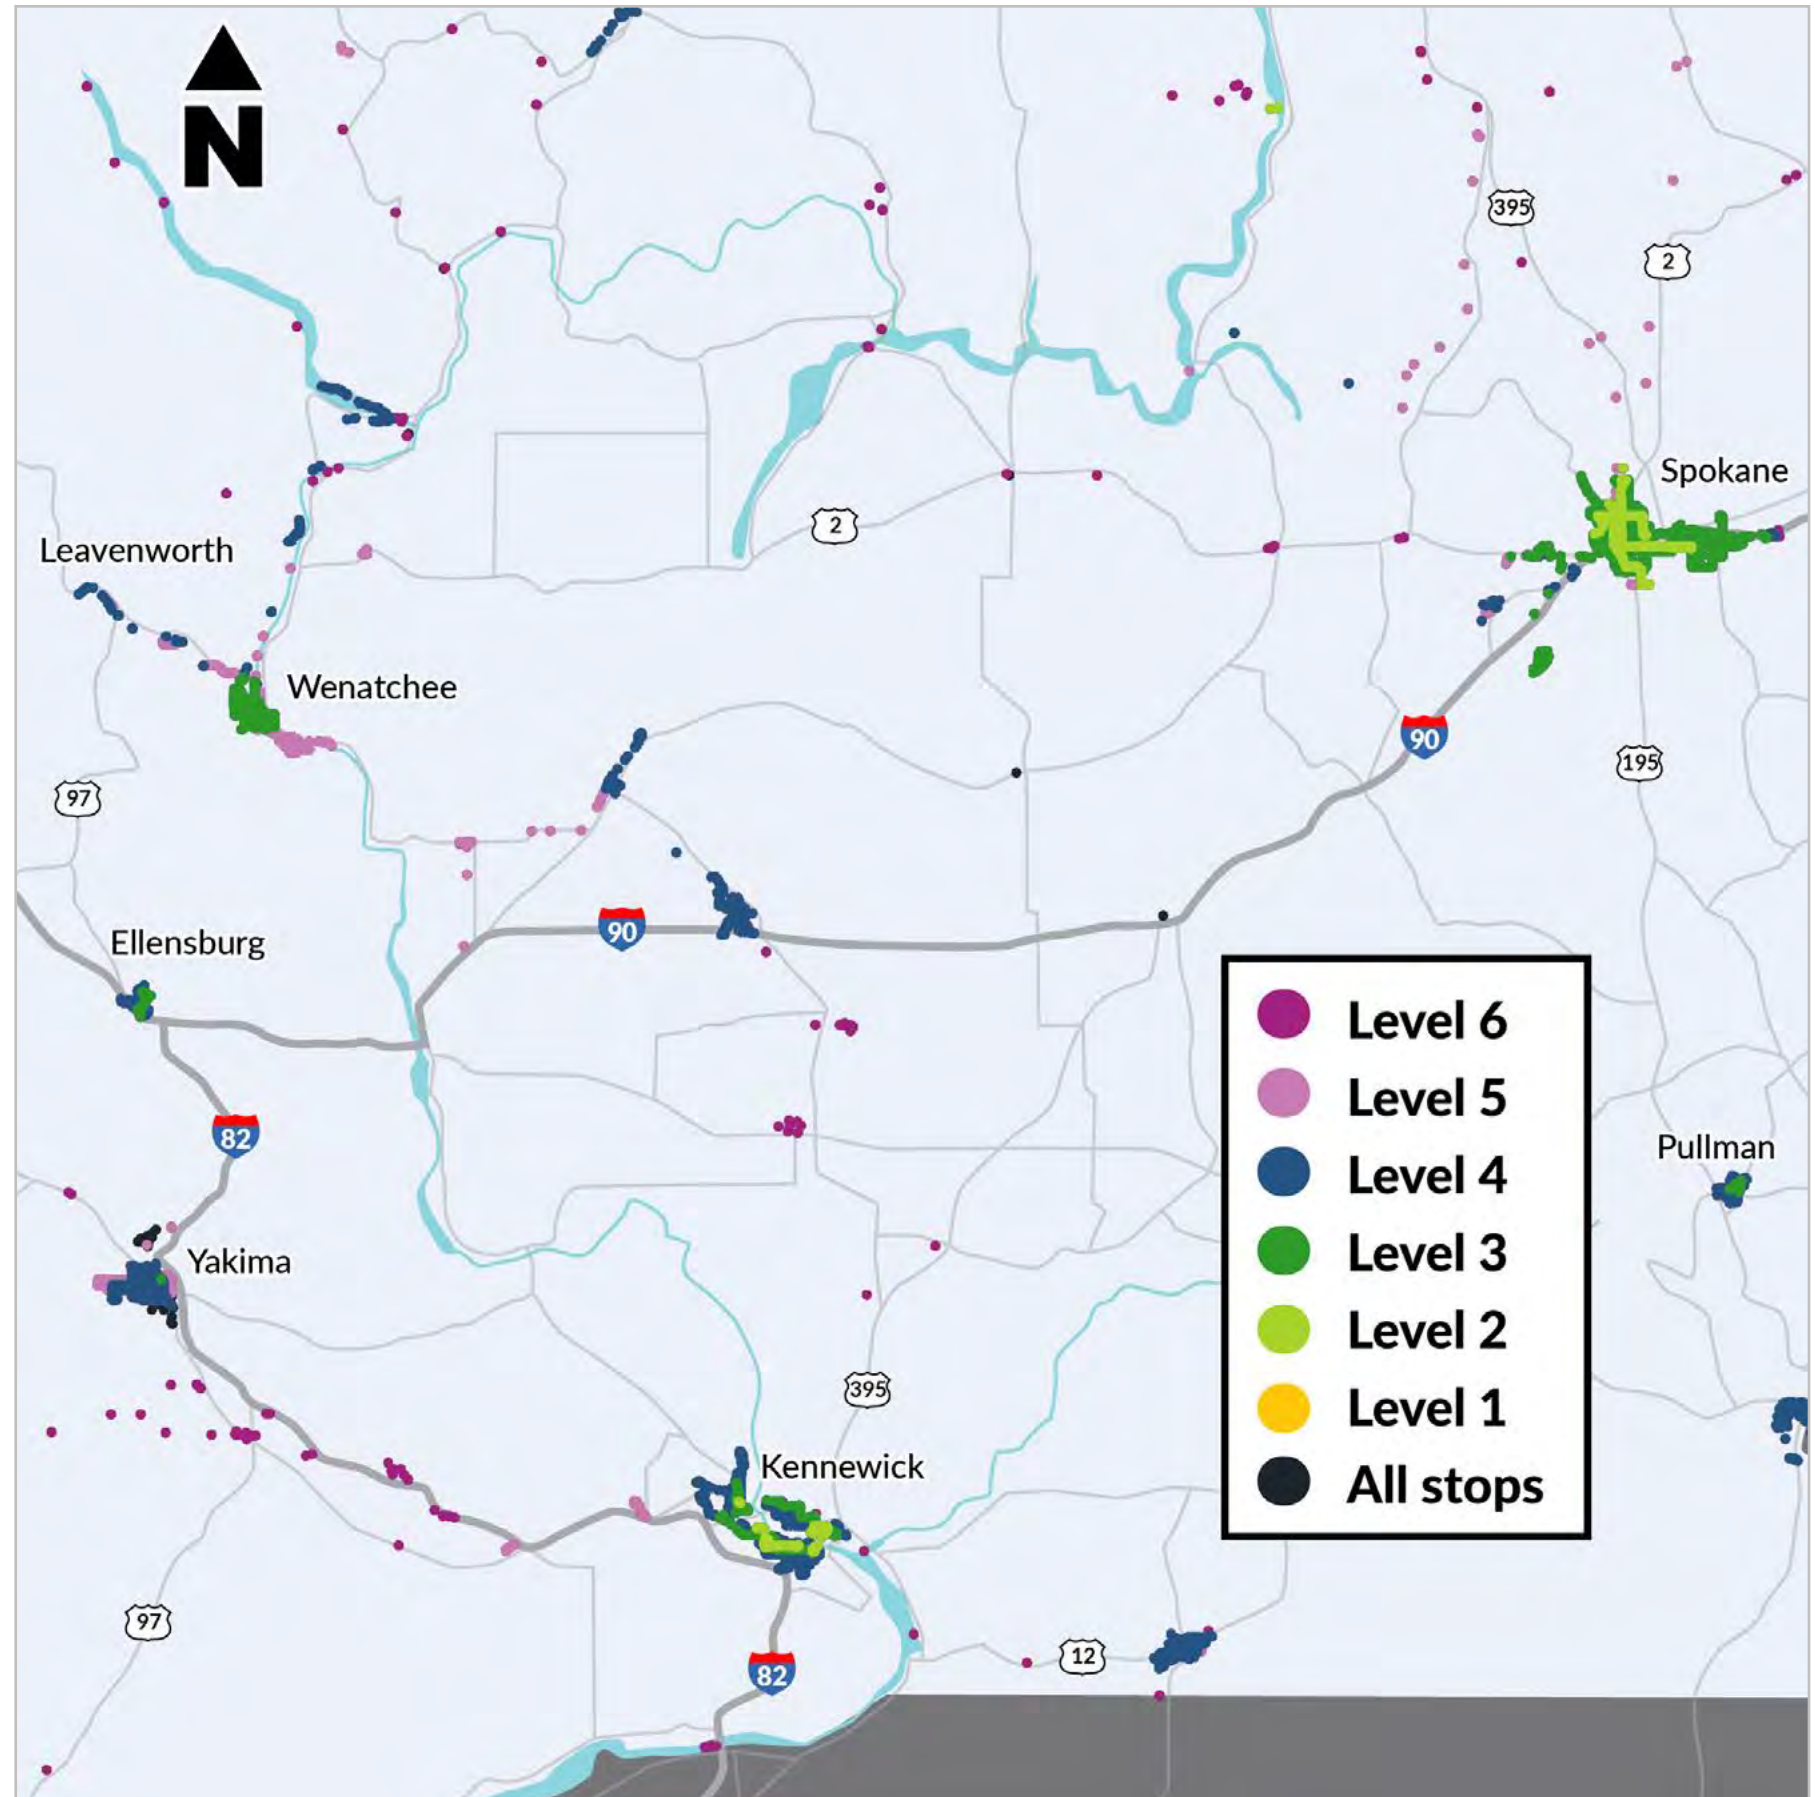 N
395
2
Spokane
2
Leavenworth
Wenatchee
90
195
97
90
Ellensburg
82
Pullman
Yakima
395
Kennewick
97
12
82
Level 6
Level 5
Level 4
Level 3
Level 2
Level 1
All stops